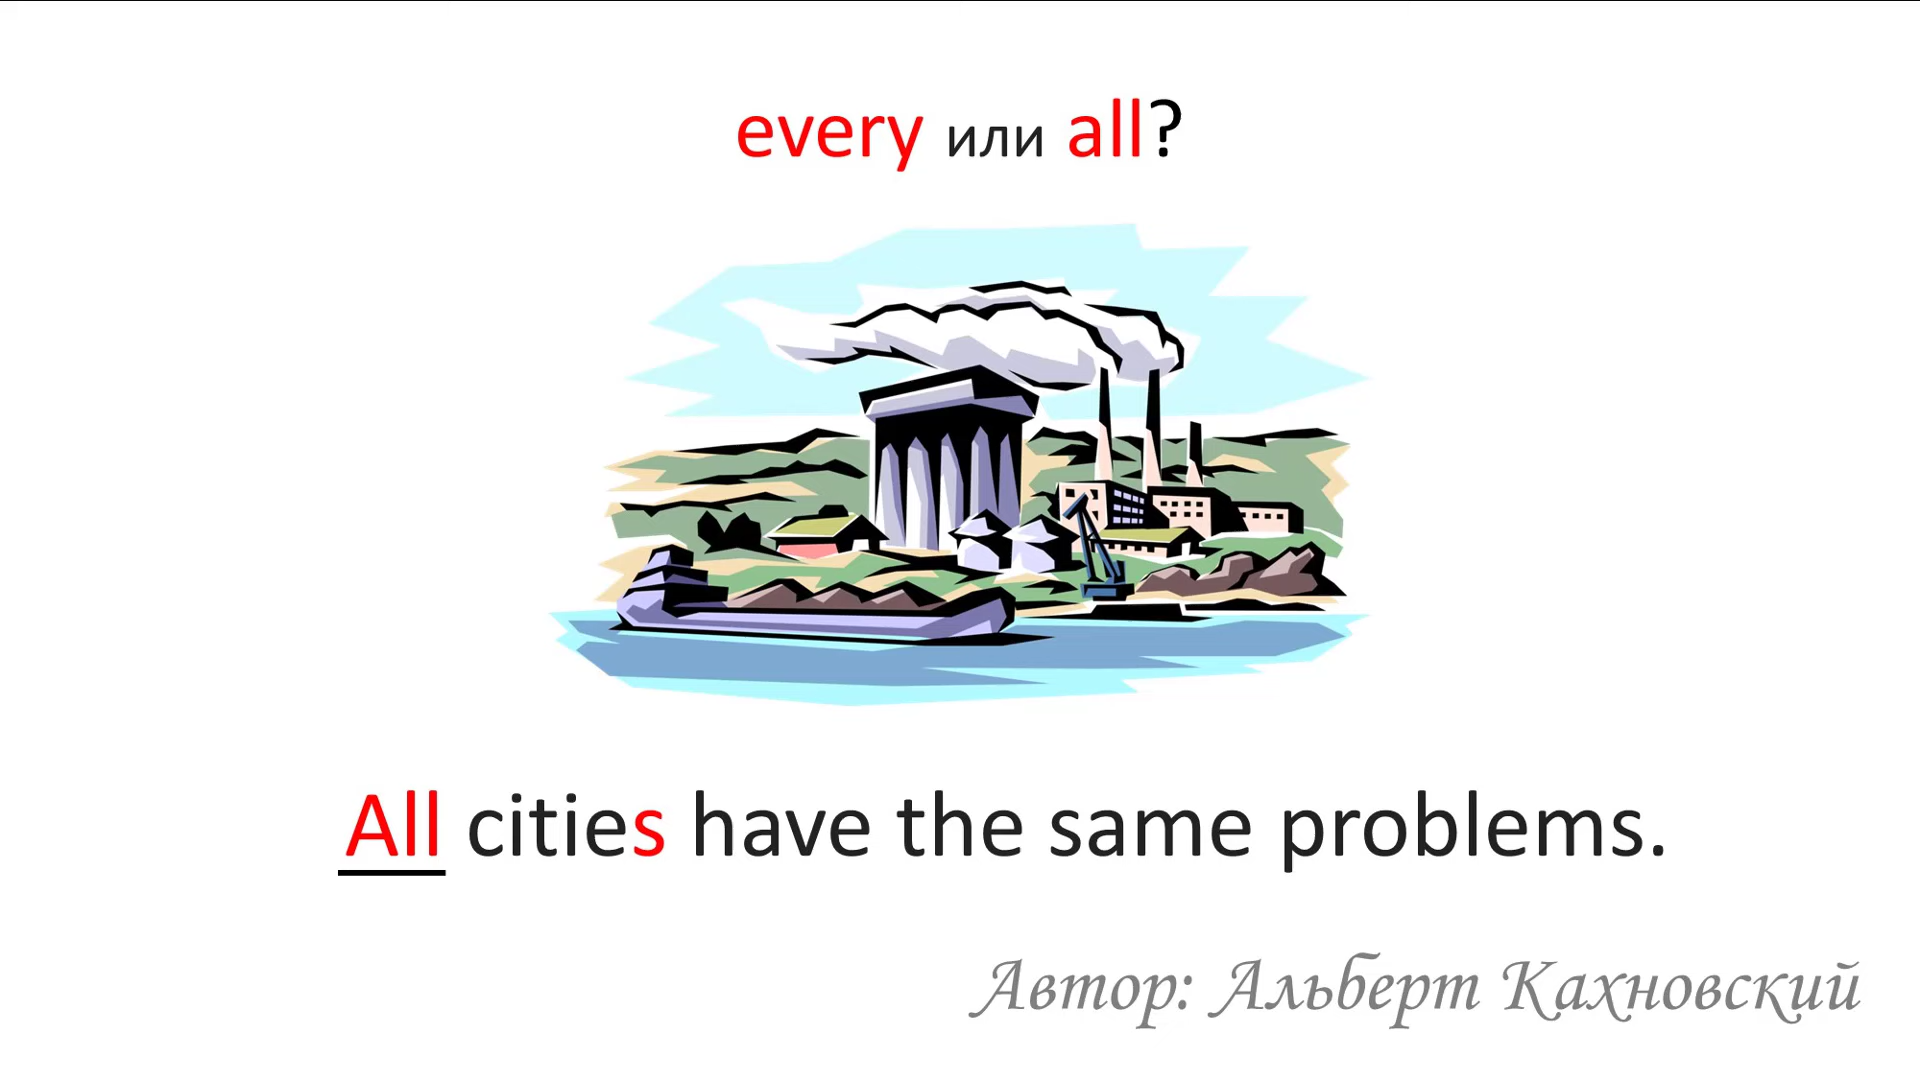 every или all?
All cities have the same problems.
Автор: Альберт Кахновский